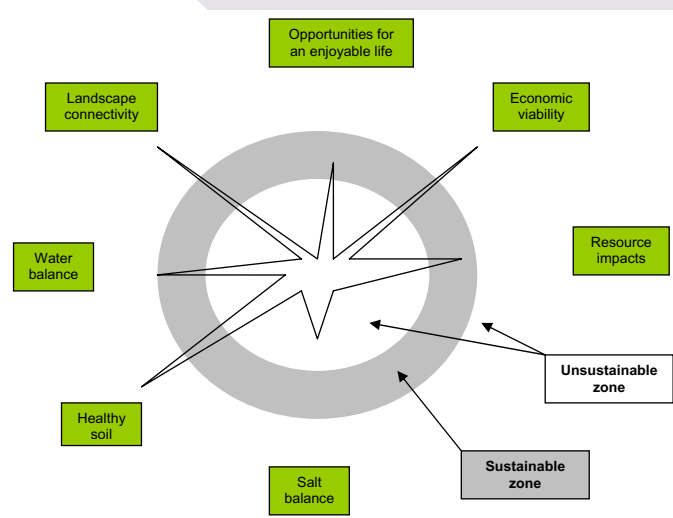 Opportunities for
an enjoyable life
Landscape
connectivity
Economic
viability
Water
balance
Resource
impacts
Unsustainable
zone
Healthy
soil
Sustainable
zone
Salt
balance